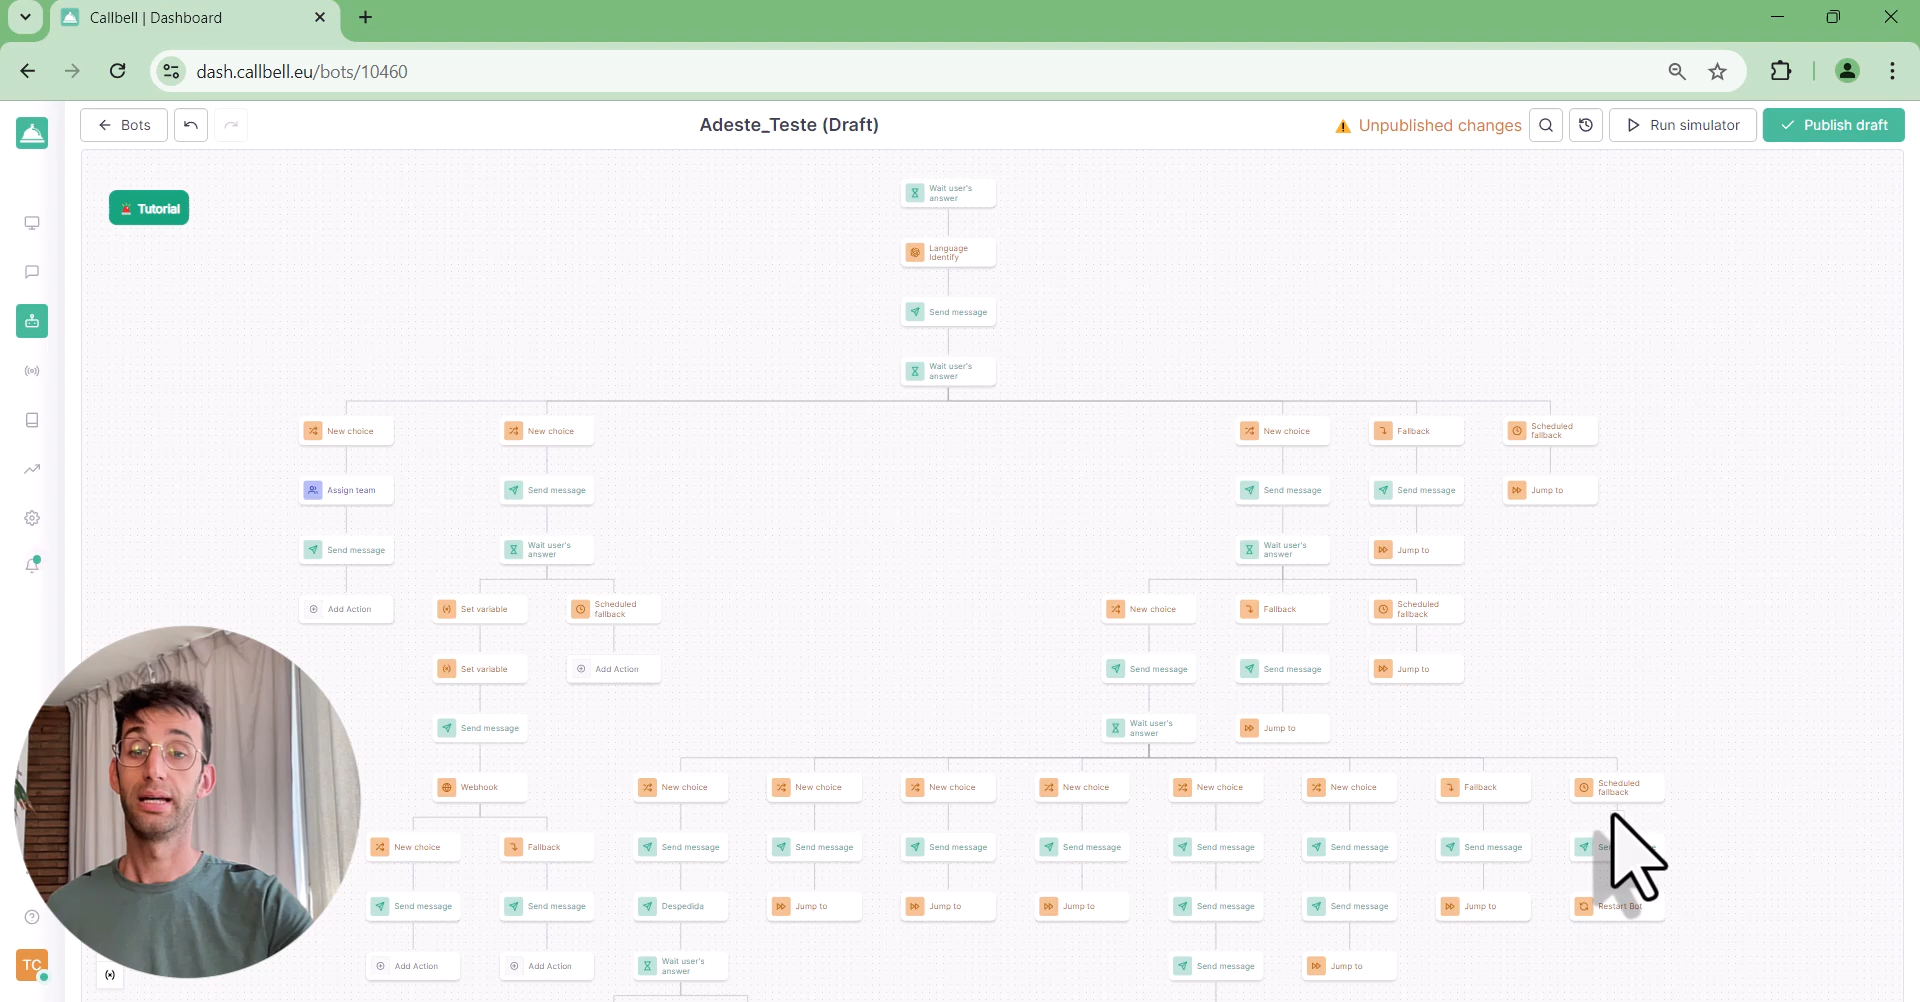 Callbell | Dashboard
dash.callbell.eu/bots/10460
Bots
Adeste_Teste (Draft)
Unpublished changes
Run simulator
Publish draft
Tutorial
Wait user's
answer
Language
Identify
Send message
Wait user's
answer
New choice
New choice
New choice
Fallback
Scheduled
fallback
Assign team
Send message
Send message
Send message
Jump to
Send message
Wait user's
answer
Wait user's
answer
Jump to
Add Action
Set variable
Scheduled
fallback
New choice
Fallback
Scheduled
fallback
Set variable
Add Action
Send message
Send message
Jump to
Send message
Wait user's
answer
Jump to
Webhook
New choice
New choice
New choice
New choice
New choice
New choice
Fallback
Scheduled
fallback
New choice
Fallback
Send message
Send message
Send message
Send message
Send message
Send message
Send message
Send message
Send message
Despedida
Jump to
Jump to
Jump to
Send message
Send message
Jump to
Restart Bot
Add Action
Add Action
Wait user's
answer
Send message
Jump to
TC